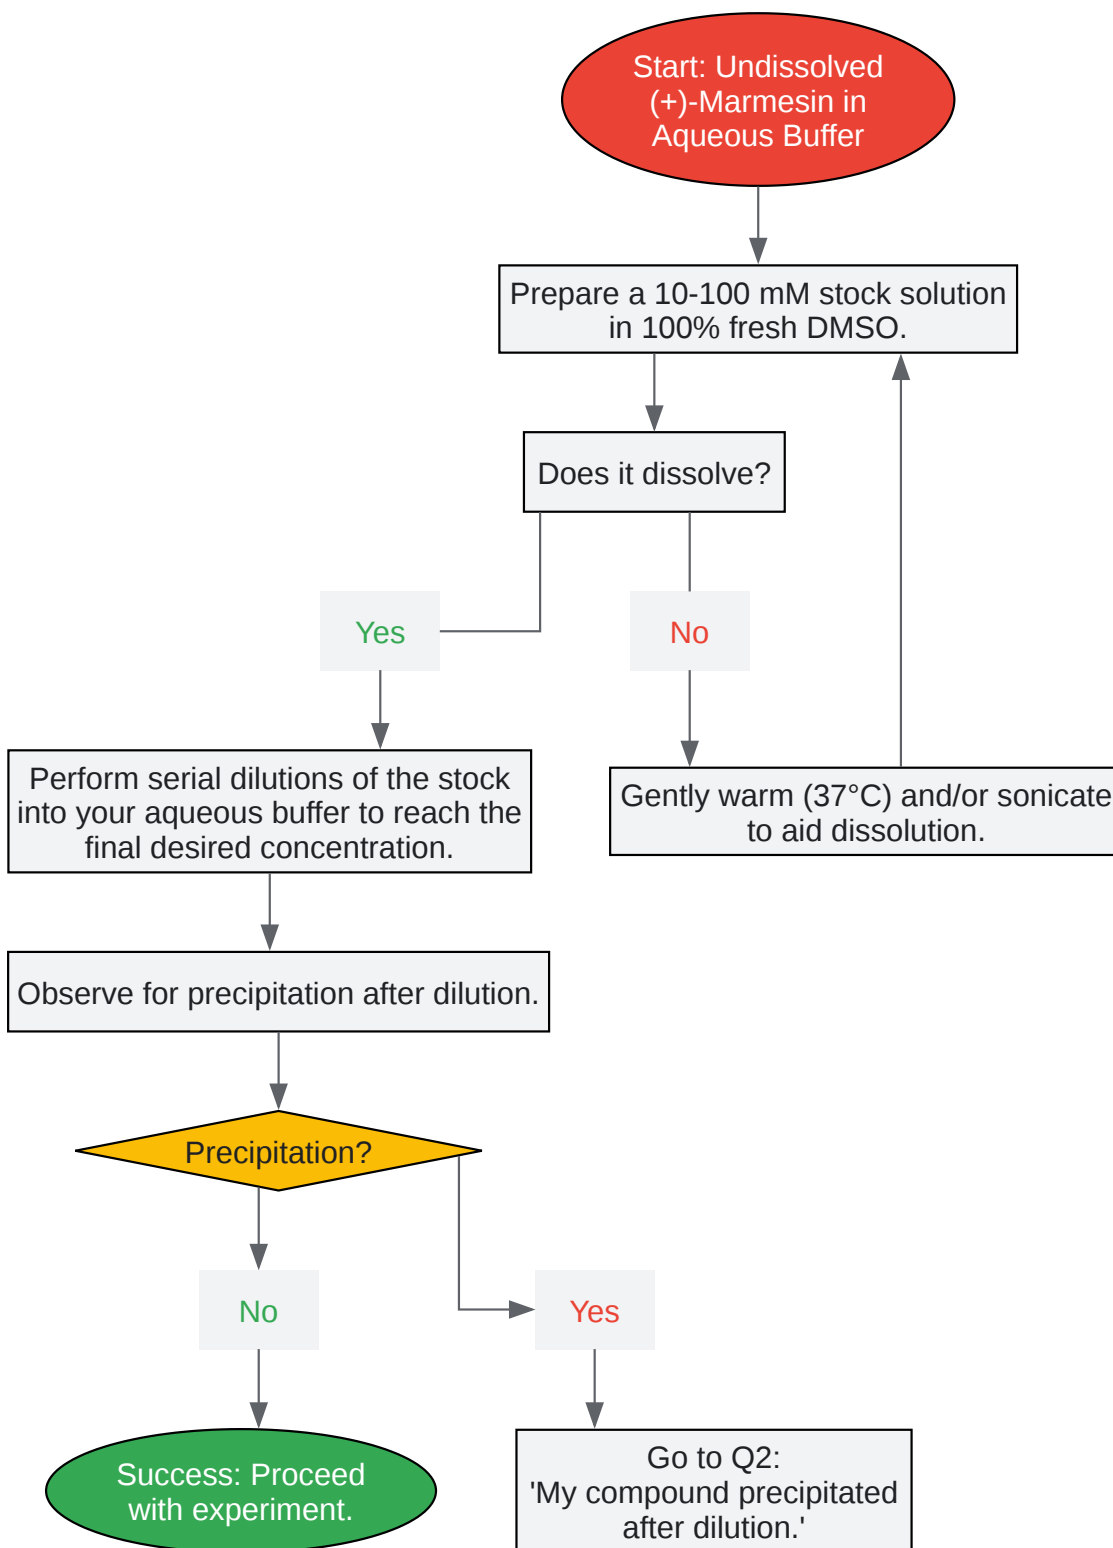 Start: Undissolved
(+)-Marmesin in
Aqueous Buffer
Prepare a 10-100 mM stock solution
in 100% fresh DMSO.
Does it dissolve?
Yes
No
Perform serial dilutions of the stock
into your aqueous buffer to reach the
final desired concentration.
Gently warm (37°C) and/or sonicate
to aid dissolution.
Observe for precipitation after dilution.
Precipitation?
No
Yes
Success: Proceed
with experiment.
Go to Q2:
'My compound precipitated
after dilution.'